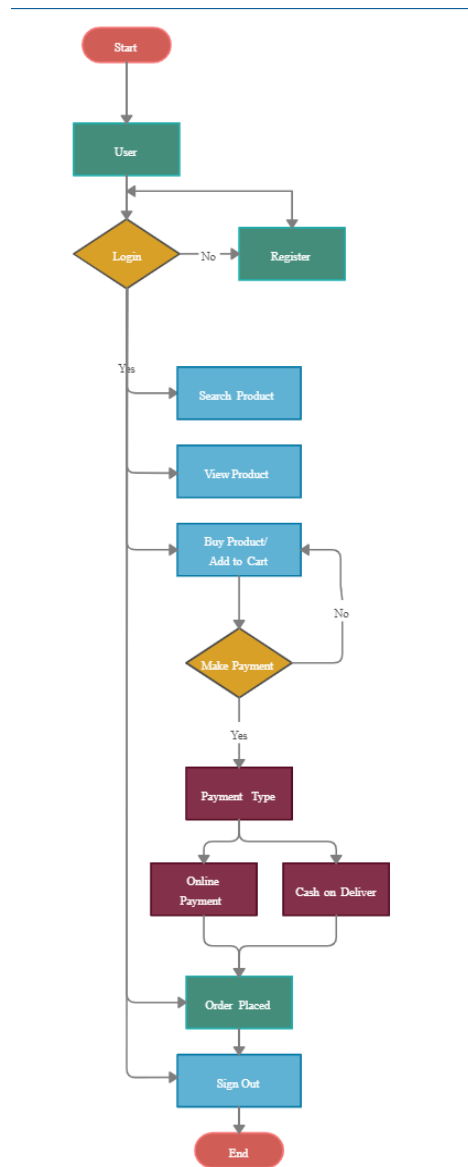 Start
User
Login
No
Register
Yes
Search Product
View Product
Buy Product/
Add to Cart
No
Make Payment
Yes
Payment Type
Online
Payment
Cash on Deliver
Order Placed
Sign Out
End